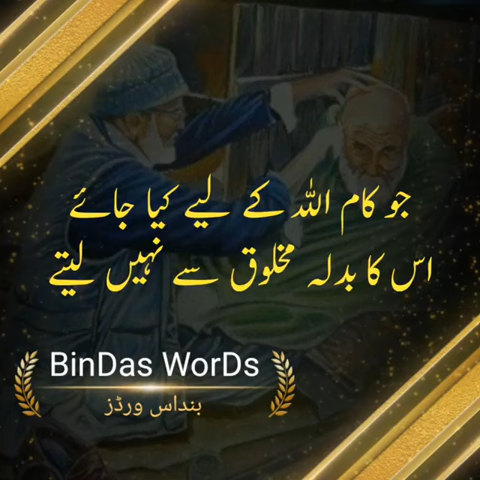 جو کام اللہ کے لیے کیا جائے
اس کا بدلہ مخلوق سے نہیں لیتے
BinDas WorDs
بنداس ورڈز